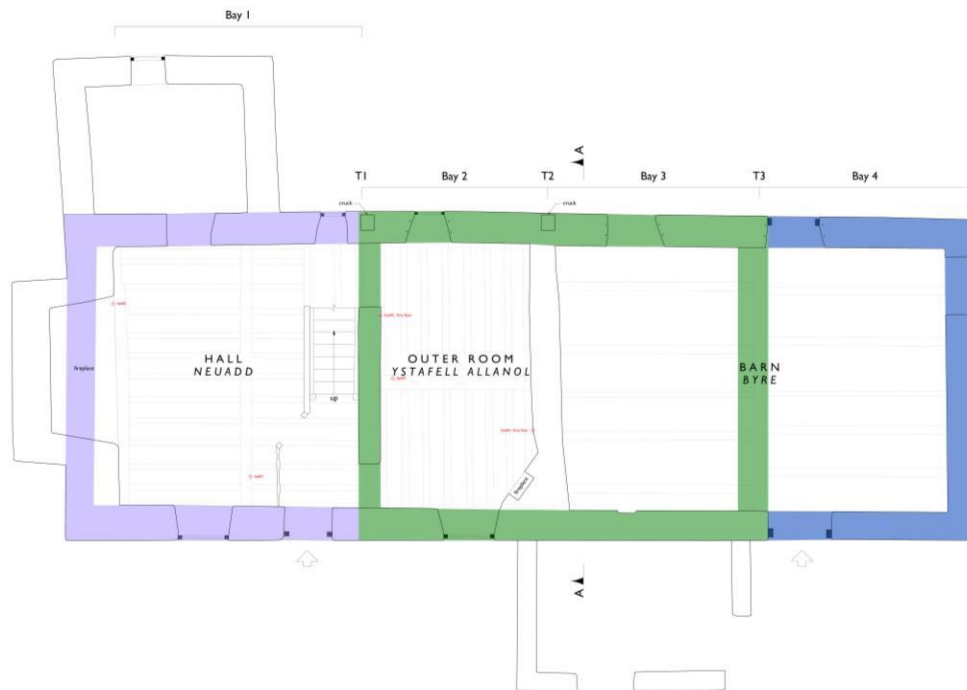 Bay 1
A
T1
Bay 2
T2
Bay 3
T3
Bay 4
cruck
cruck
HALL
NEUADD
OUTER ROOM
YSTAFELL ALLANOL
BARN
BYRE
fireplace
up
fireplace
A